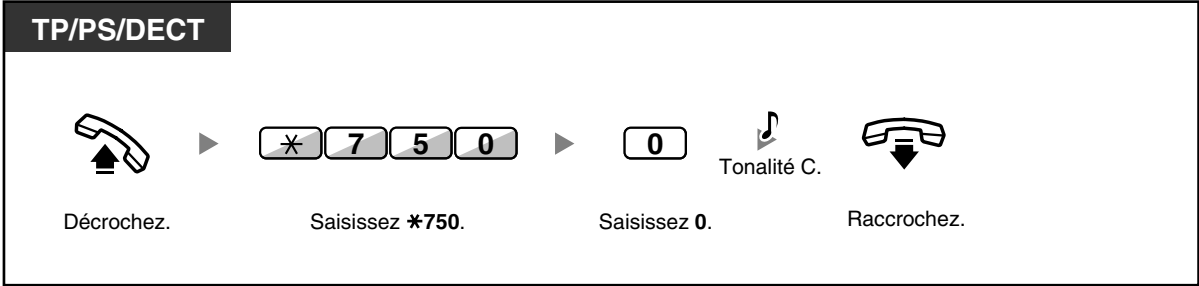 TP/PS/DECT
* 7 5 0 0
Tonalité C.
Décrochez. Saisissez *750. Saisissez 0. Raccrochez.